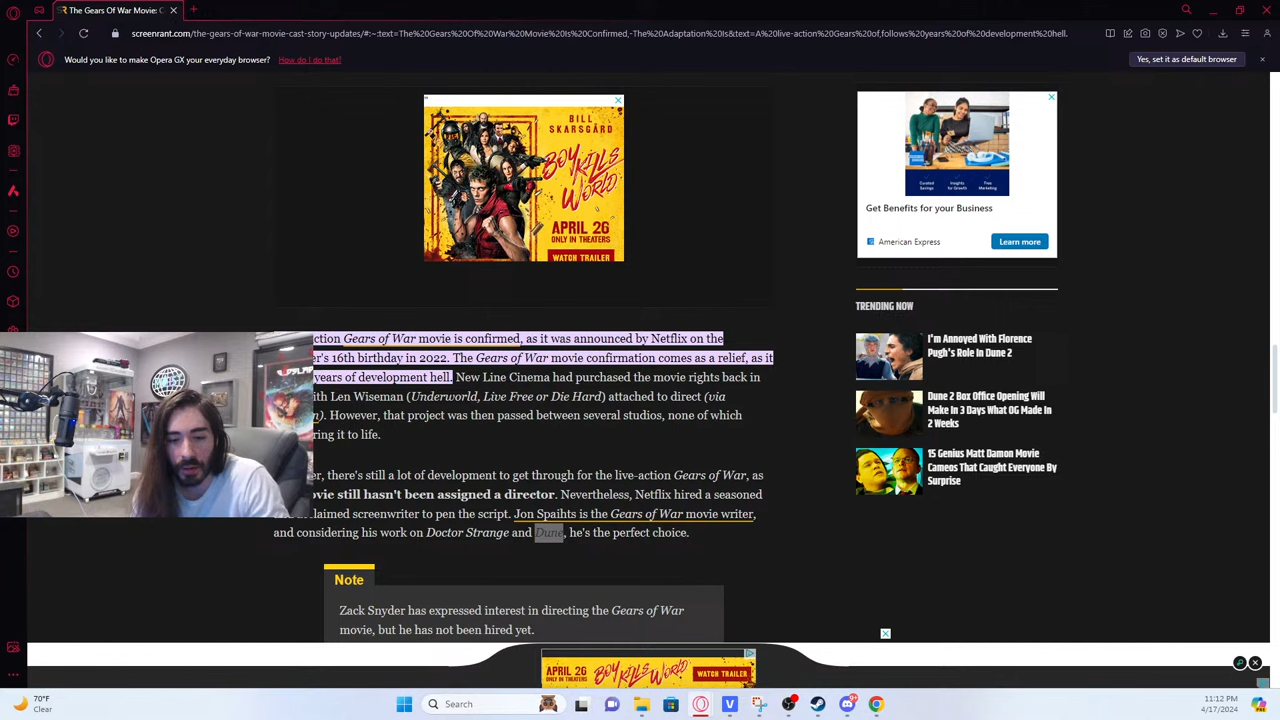 The Gears Of War Movie: C
screenrant.com/the-gears-of-war-movie-cast-story-updates/#:~:text=The%20Gears%20Of%20War%20Movie%20Is%20Confirmed,-The%20Adaptation%20Is&text=A%20live-action%20Gears%20of,follows%20years%20of%20development%20hell.
Would you like to make Opera GX your everyday browser?
How do I do that?
Yes, set it as default browser
BILL
SKARSGÅRD
BOY KILLS
WORLD
APRIL 26
ONLY IN THEATERS
WATCH TRAILER
Curated Savings
Insights for Growth
Free Marketing
Get Benefits for your Business
American Express
Learn more
TRENDING NOW
I'm Annoyed With Florence
Pugh's Role In Dune 2
Dune 2 Box Office Opening Will
Make In 3 Days What OG Made In
2 Weeks
15 Genius Matt Damon Movie
Cameos That Caught Everyone By
Surprise
ction Gears of War movie is confirmed, as it was announced by Netflix on the
r's 16th birthday in 2022. The Gears of War movie confirmation comes as a relief, as it
years of development hell. New Line Cinema had purchased the movie rights back in
th Len Wiseman (Underworld, Live Free or Die Hard) attached to direct (via
). However, that project was then passed between several studios, none of which
ring it to life.
r, there's still a lot of development to get through for the live-action Gears of War, as
ovie still hasn't been assigned a director. Nevertheless, Netflix hired a seasoned
laimed screenwriter to pen the script. Jon Spaihts is the Gears of War movie writer,
and considering his work on Doctor Strange and Dune, he's the perfect choice.
Note
Zack Snyder has expressed interest in directing the Gears of War
movie, but he has not been hired yet.
APRIL 26
ONLY IN THEATERS
BOY KILLS WORLD
WATCH TRAILER
70°F
Clear
Search
99+
11:12 PM
4/17/2024